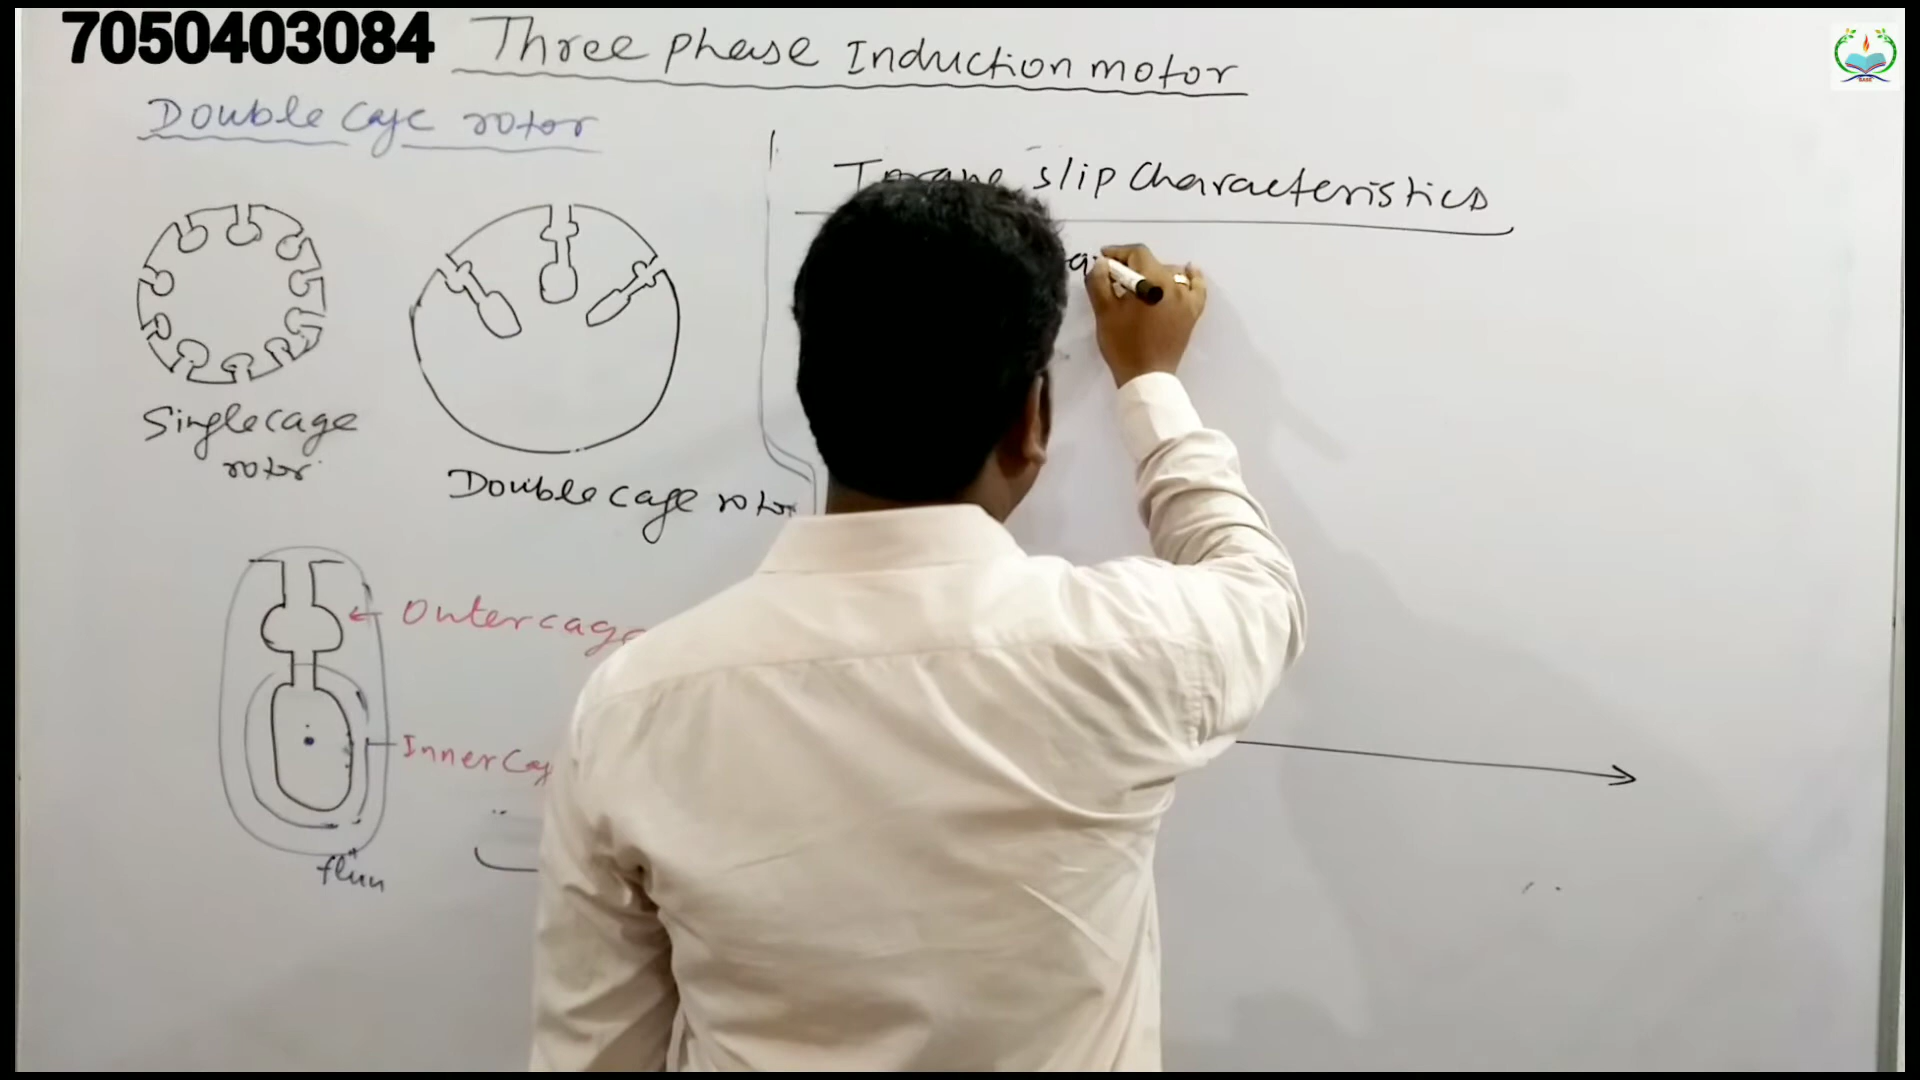 7050403084
Three phase Induction motor
Double Cage rotor
Torque slip Characteristics
Single cage
rotor
Double cage rotor
Outer cage
Inner Cag
flux